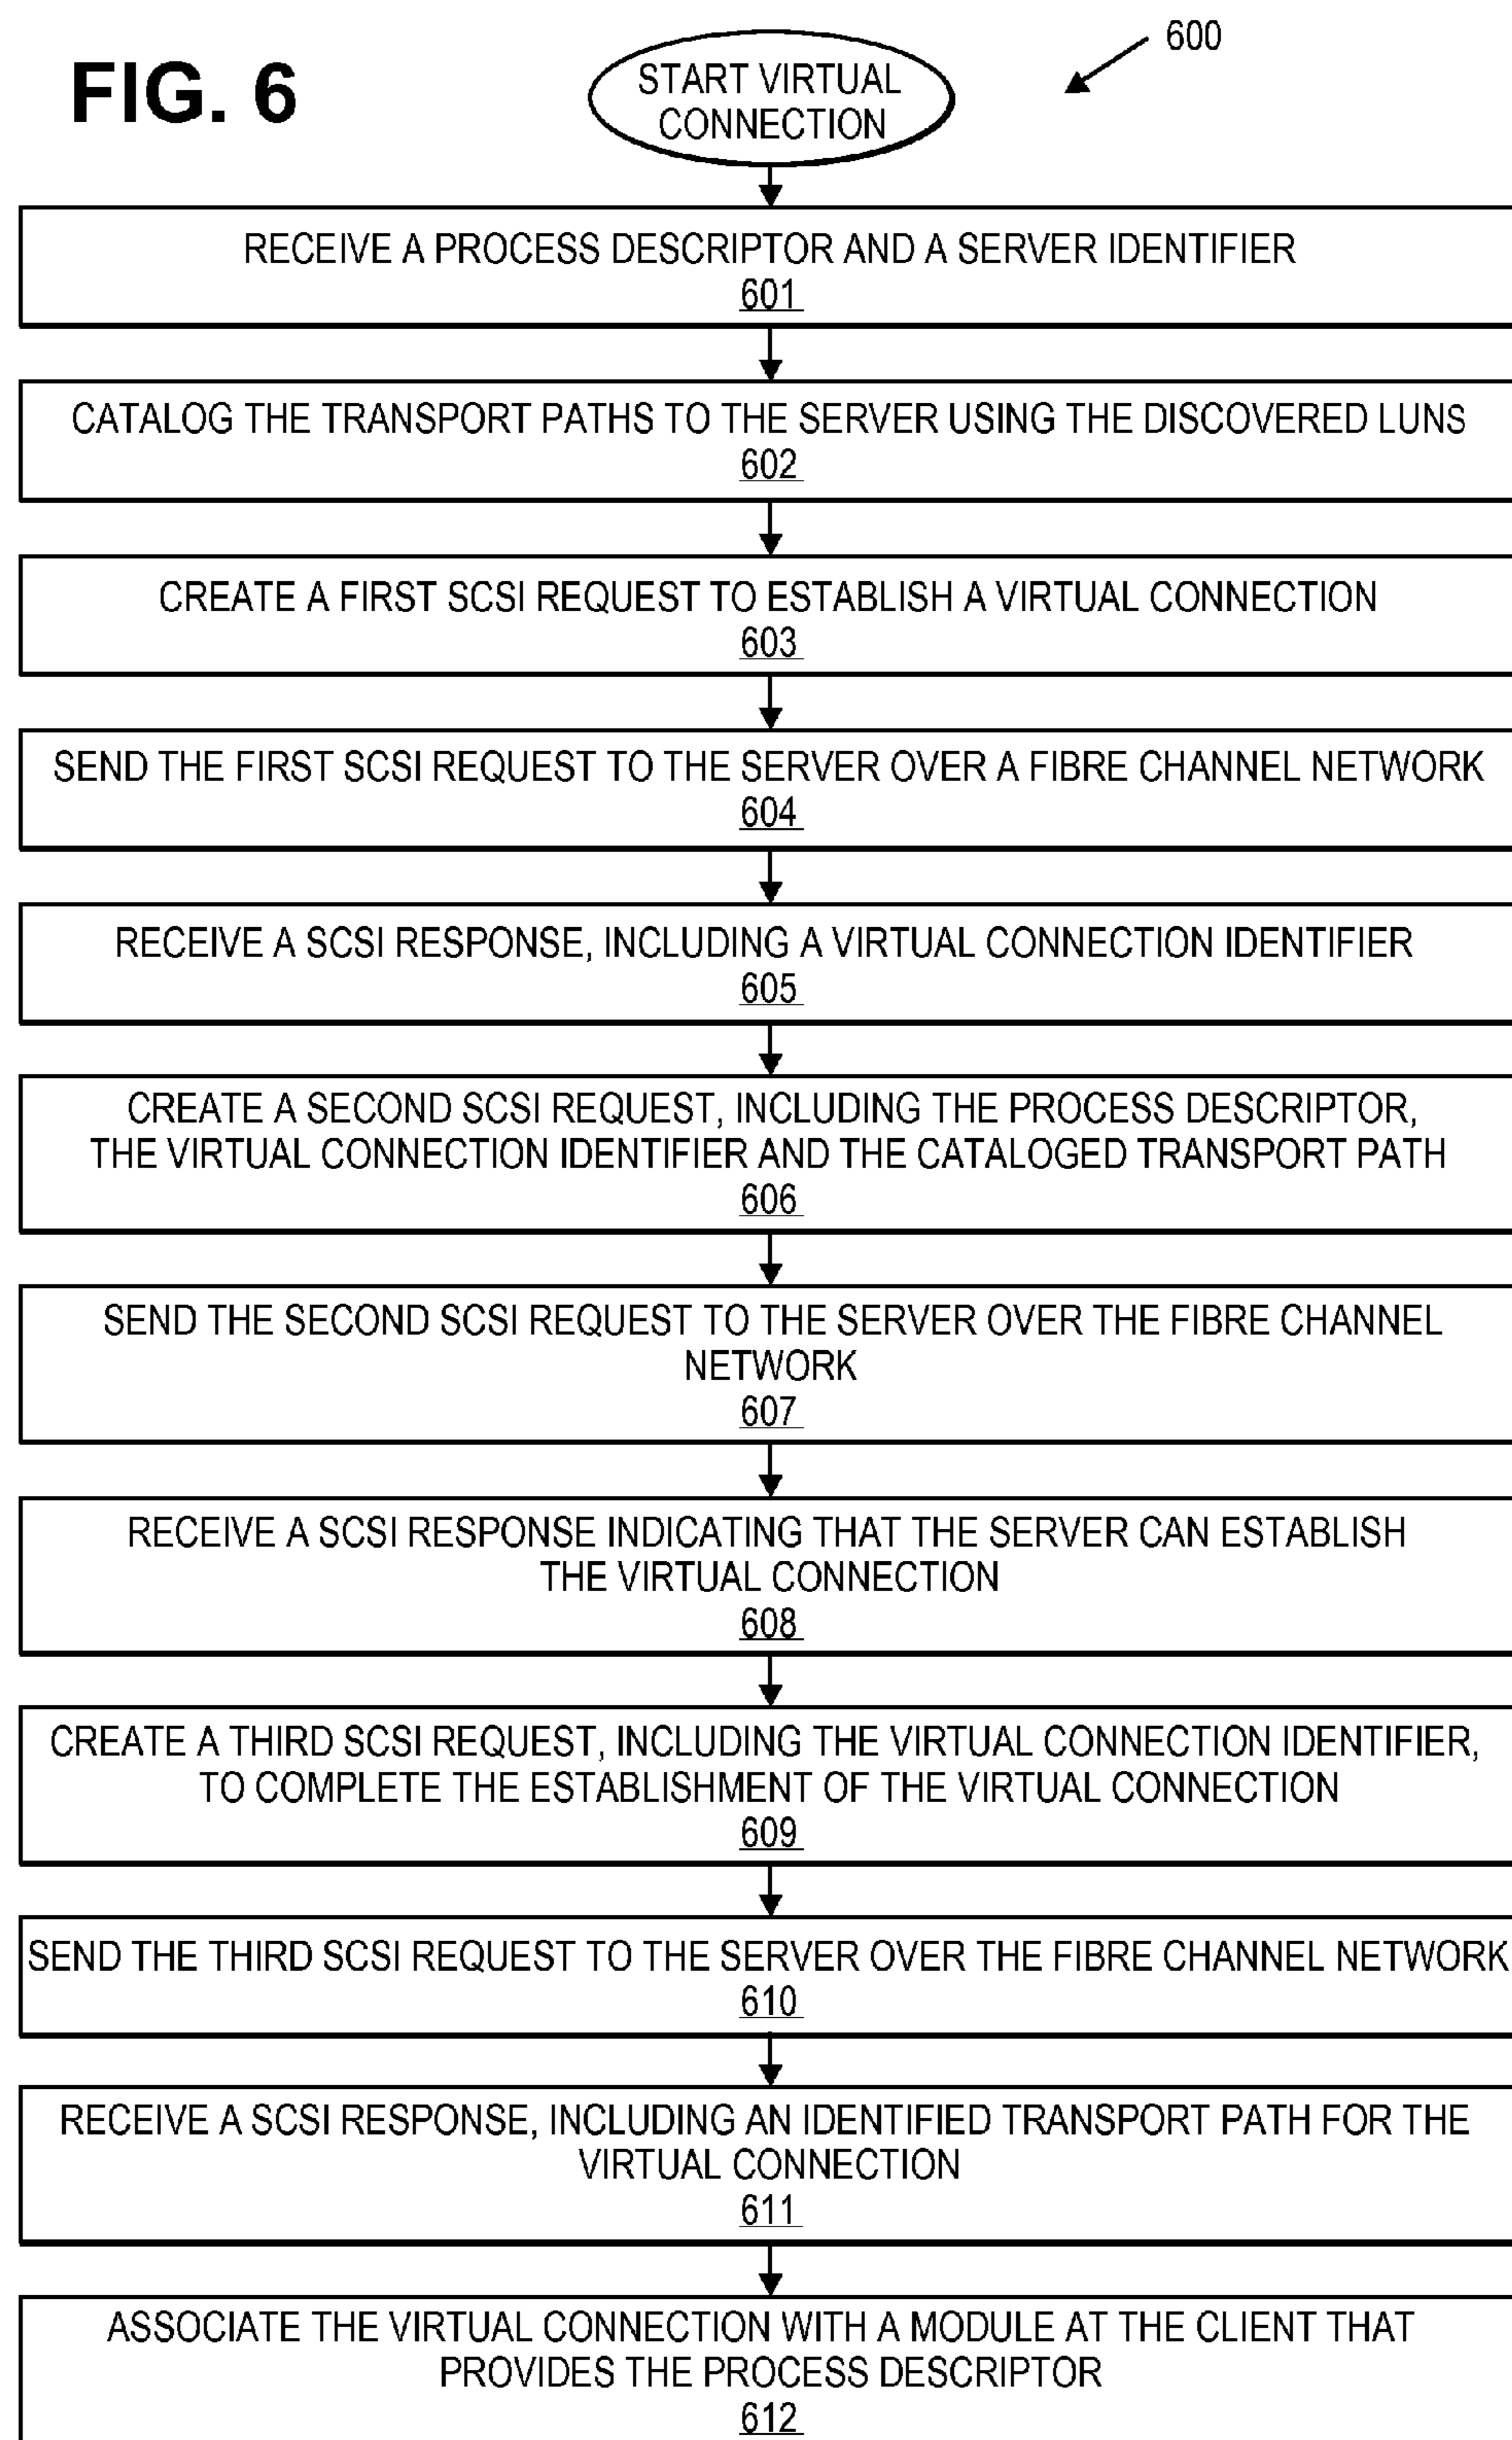 FIG. 6
600
START VIRTUAL
CONNECTION
RECEIVE A PROCESS DESCRIPTOR AND A SERVER IDENTIFIER
601
CATALOG THE TRANSPORT PATHS TO THE SERVER USING THE DISCOVERED LUNS
602
CREATE A FIRST SCSI REQUEST TO ESTABLISH A VIRTUAL CONNECTION
603
SEND THE FIRST SCSI REQUEST TO THE SERVER OVER A FIBRE CHANNEL NETWORK
604
RECEIVE A SCSI RESPONSE, INCLUDING A VIRTUAL CONNECTION IDENTIFIER
605
CREATE A SECOND SCSI REQUEST, INCLUDING THE PROCESS DESCRIPTOR,
THE VIRTUAL CONNECTION IDENTIFIER AND THE CATALOGED TRANSPORT PATH
606
SEND THE SECOND SCSI REQUEST TO THE SERVER OVER THE FIBRE CHANNEL
NETWORK
607
RECEIVE A SCSI RESPONSE INDICATING THAT THE SERVER CAN ESTABLISH
THE VIRTUAL CONNECTION
608
CREATE A THIRD SCSI REQUEST, INCLUDING THE VIRTUAL CONNECTION IDENTIFIER,
TO COMPLETE THE ESTABLISHMENT OF THE VIRTUAL CONNECTION
609
SEND THE THIRD SCSI REQUEST TO THE SERVER OVER THE FIBRE CHANNEL NETWORK
610
RECEIVE A SCSI RESPONSE, INCLUDING AN IDENTIFIED TRANSPORT PATH FOR THE
VIRTUAL CONNECTION
611
ASSOCIATE THE VIRTUAL CONNECTION WITH A MODULE AT THE CLIENT THAT
PROVIDES THE PROCESS DESCRIPTOR
612